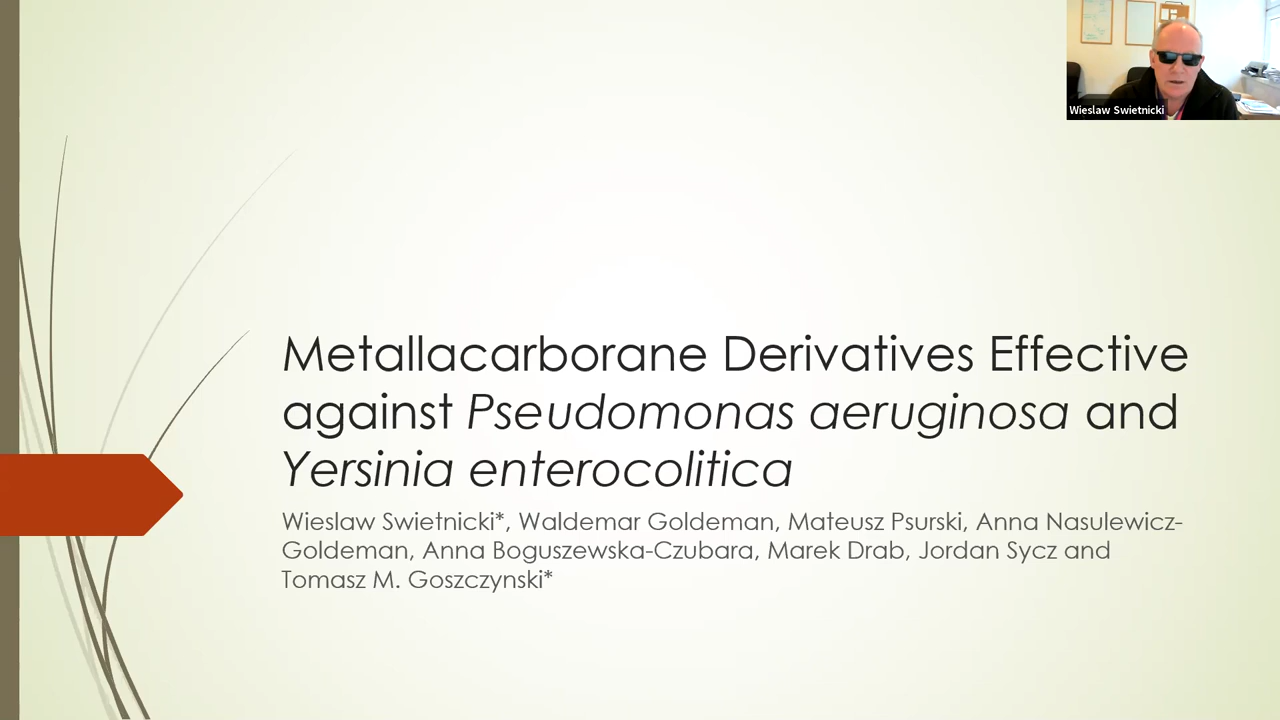 Wieslaw Swietnicki
Metallacarborane Derivatives Effective
against Pseudomonas aeruginosa and
Yersinia enterocolitica
Wieslaw Swietnicki*, Waldemar Goldeman, Mateusz Psurski, Anna Nasulewicz-
Goldeman, Anna Boguszewska-Czubara, Marek Drab, Jordan Sycz and
Tomasz M. Goszczynski*